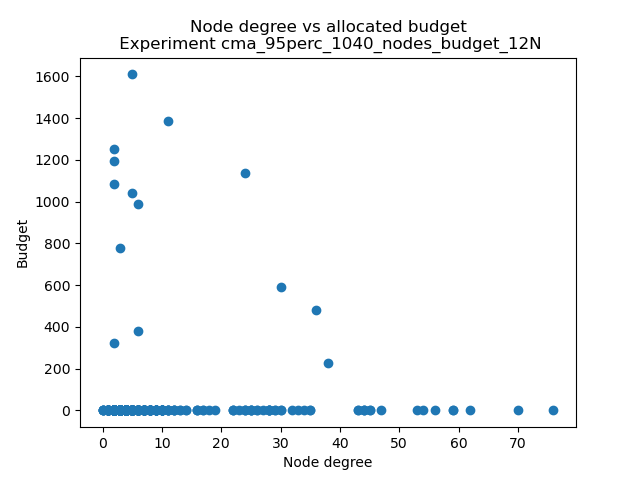 Node degree vs allocated budget
Experiment cma_95perc_1040_nodes_budget_12N
Budget
1600
1400
1200
1000
800
600
400
200
0
0 10 20 30 40 50 60 70
Node degree